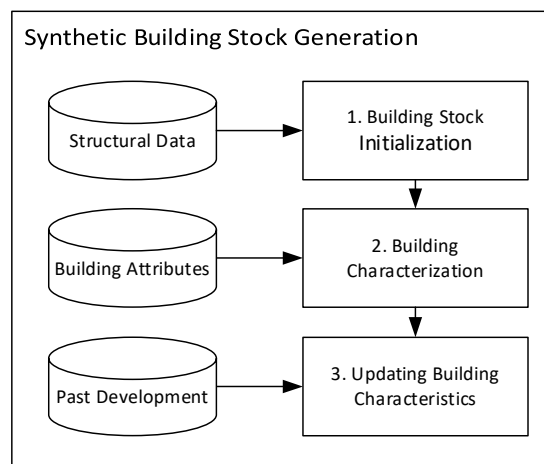 Synthetic Building Stock Generation
Structural Data
1. Building Stock
Initialization
Building Attributes
2. Building
Characterization
Past Development
3. Updating Building
Characteristics